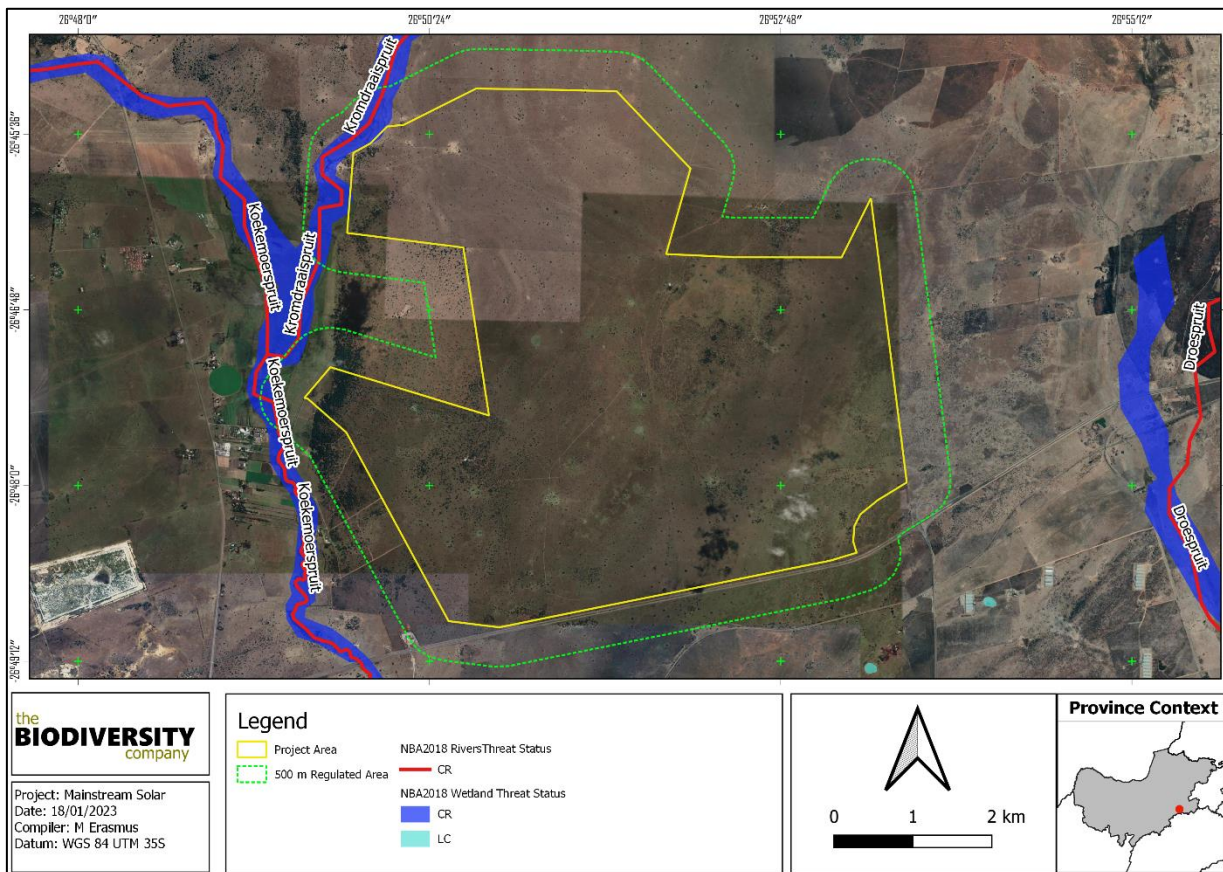 26°48'0"
26°50'24"
26°52'48"
26°55'12"
-26°45'36"
-26°46'48"
-26°48'0"
-26°49'12"
Kromdraaispruit
Koekemoerspruit
Kromdraaispruit
Koekemoerspruit
Koekemoerspruit
Droespruit
Droespruit
the
BIODIVERSITY
company
Project: Mainstream Solar
Date: 18/01/2023
Compiler: M Erasmus
Datum: WGS 84 UTM 35S
Legend
Project Area
500 m Regulated Area
NBA2018 RiversThreat Status
CR
NBA2018 Wetland Threat Status
CR
LC
0 1 2 km
Province Context